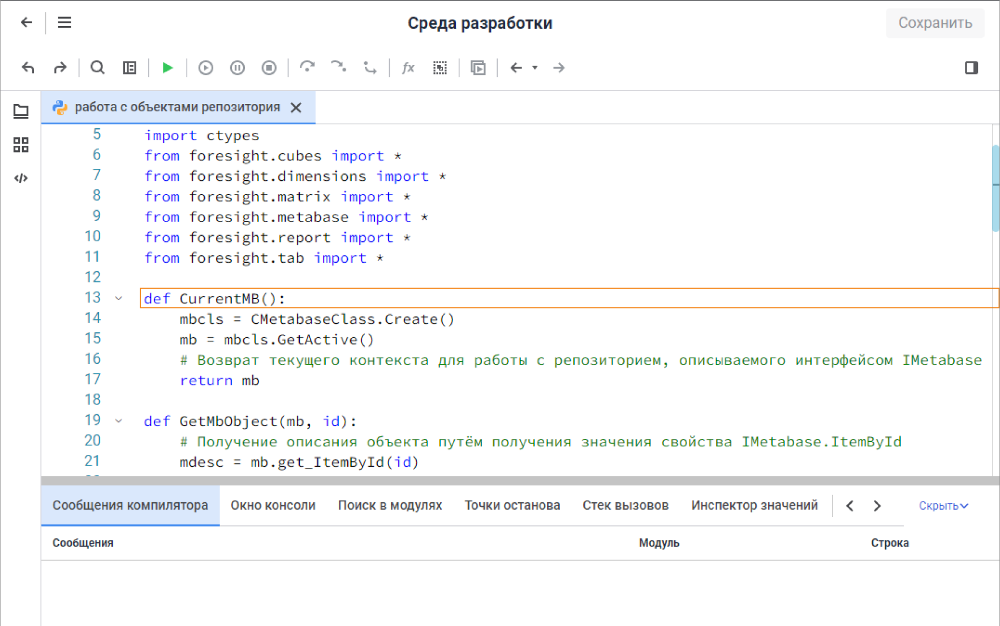 Среда разработки
Сохранить
fx
работа с объектами репозитория
5 import ctypes
6 from foresight.cubes import *
7 from foresight.dimensions import *
8 from foresight.matrix import *
9 from foresight.metabase import *
10 from foresight.report import *
11 from foresight.tab import *
12
13 def CurrentMB():
14 mbcls = CMetabaseClass.Create()
15 mb = mbcls.GetActive()
16 # Возврат текущего контекста для работы с репозиторием, описываемого интерфейсом IMetabase
17 return mb
18
19 def GetMbObject(mb, id):
20 # Получение описания объекта путём получения значения свойства IMetabase.ItemById
21 mdesc = mb.get_ItemById(id)
Сообщения компилятора Окно консоли Поиск в модулях Точки останова Стек вызовов Инспектор значений Скрыть
Сообщения Модуль Строка